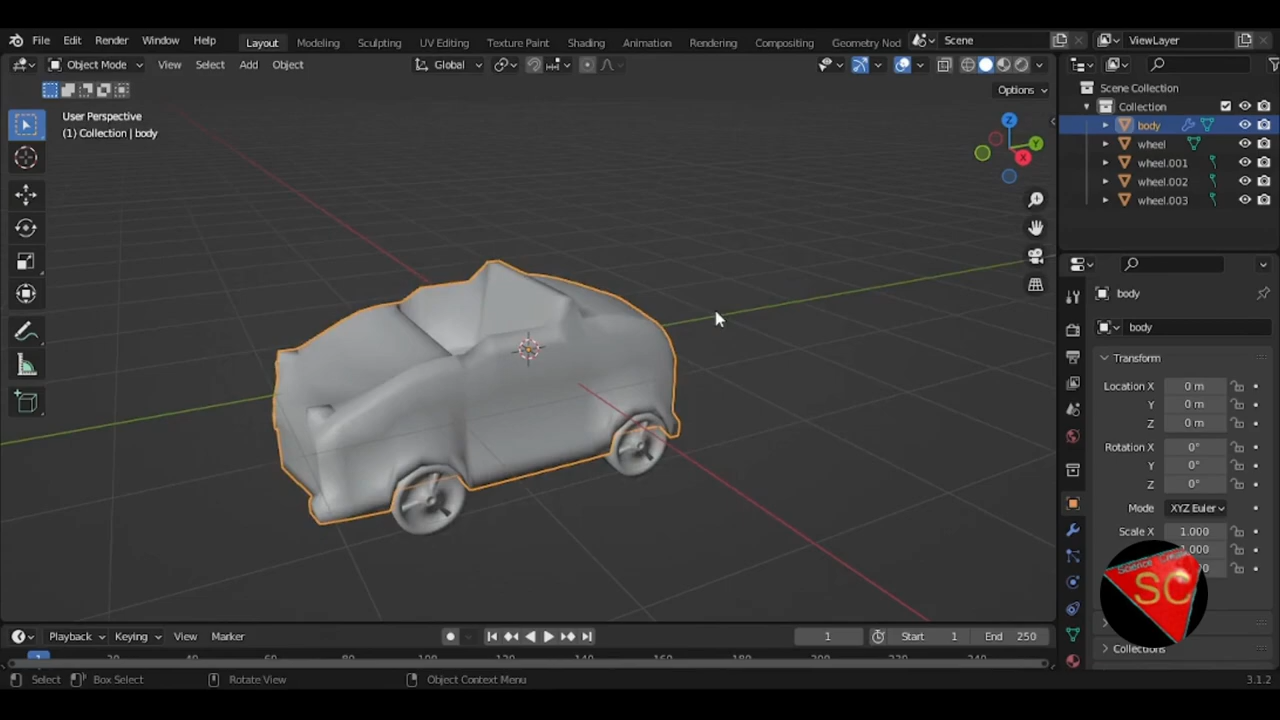 File Edit Render Window Help
Layout Modeling Sculpting UV Editing Texture Paint Shading Animation Rendering Compositing Geometry Nod
Scene
ViewLayer
Object Mode View Select Add Object
Global
Options
User Perspective
(1) Collection | body
Z
Y
X
Scene Collection
Collection
body
wheel
wheel.001
wheel.002
wheel.003
body
body
Transform
Location X 0 m
Y 0 m
Z 0 m
Rotation X 0°
Y 0°
Z 0°
Mode XYZ Euler
Scale X 1.000
1.000
SC
Collections
Playback Keying View Marker
1
Start 1
End 250
1
Select Box Select Rotate View Object Context Menu
3.1.2